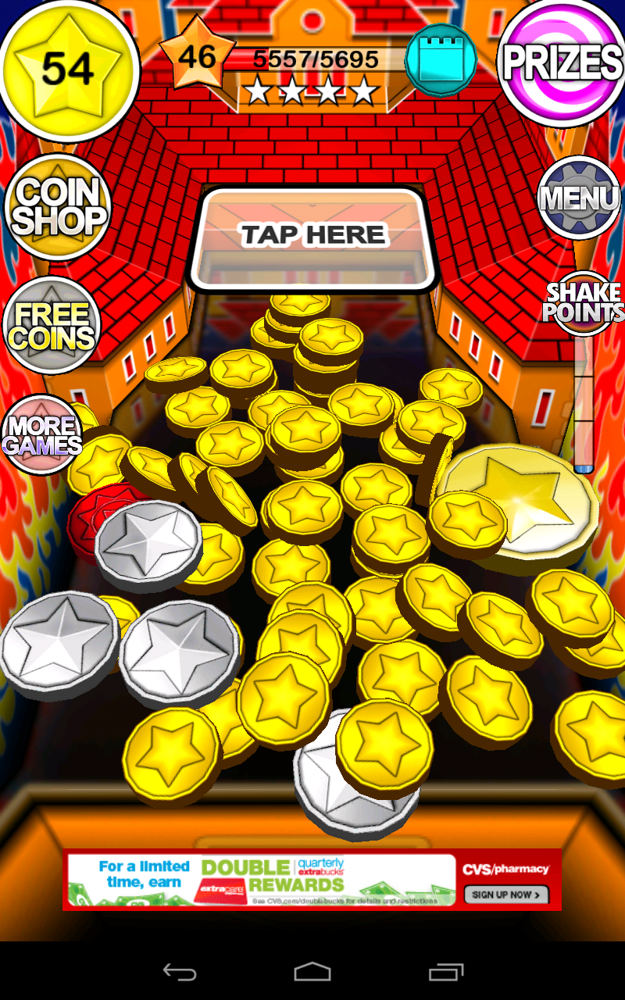 54
46
5557/5695
PRIZES
COIN
SHOP
MENU
TAP HERE
FREE
COINS
SHAKE
POINTS
MORE
GAMES
For a limited
time, earn
DOUBLE
REWARDS
quarterly
extrabucks
extracare
See CVS.com/doublebucks for details and restrictions
CVS/pharmacy
SIGN UP NOW >